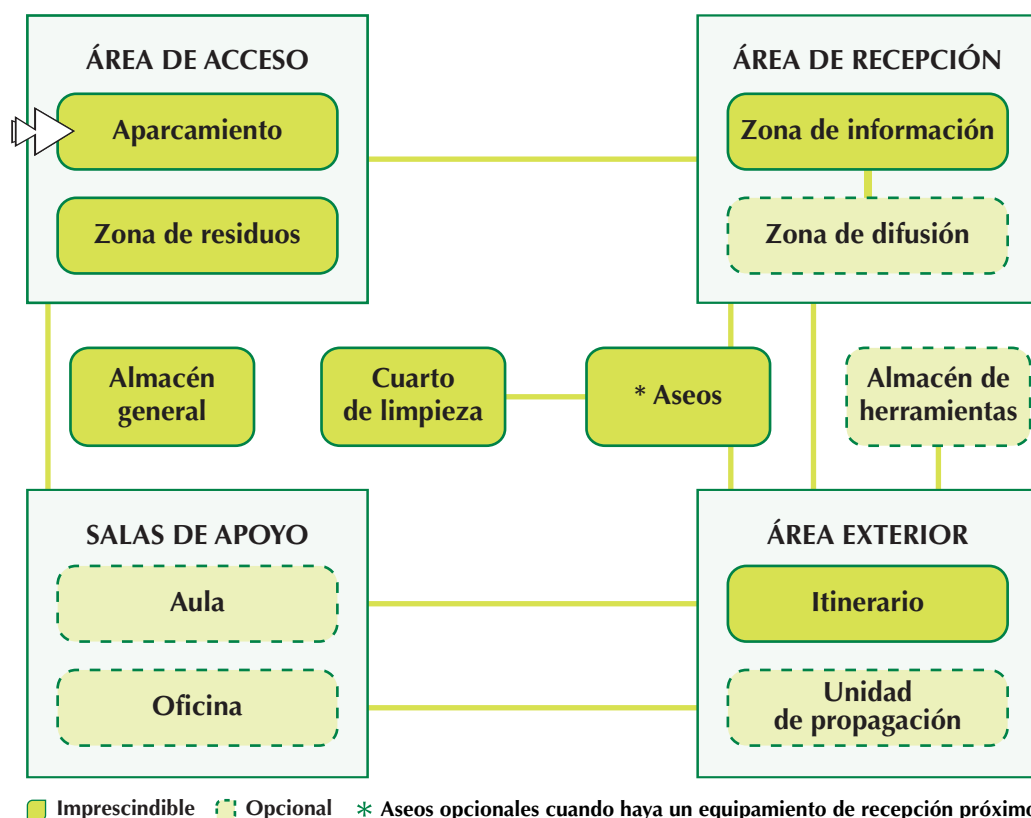 ÁREA DE ACCESO
Aparcamiento
Zona de residuos
ÁREA DE RECEPCIÓN
Zona de información
Zona de difusión
Almacén
general
Cuarto
de limpieza
* Aseos
Almacén de
herramientas
SALAS DE APOYO
Aula
Oficina
ÁREA EXTERIOR
Itinerario
Unidad
de propagación
Imprescindible Opcional * Aseos opcionales cuando haya un equipamiento de recepción próximo